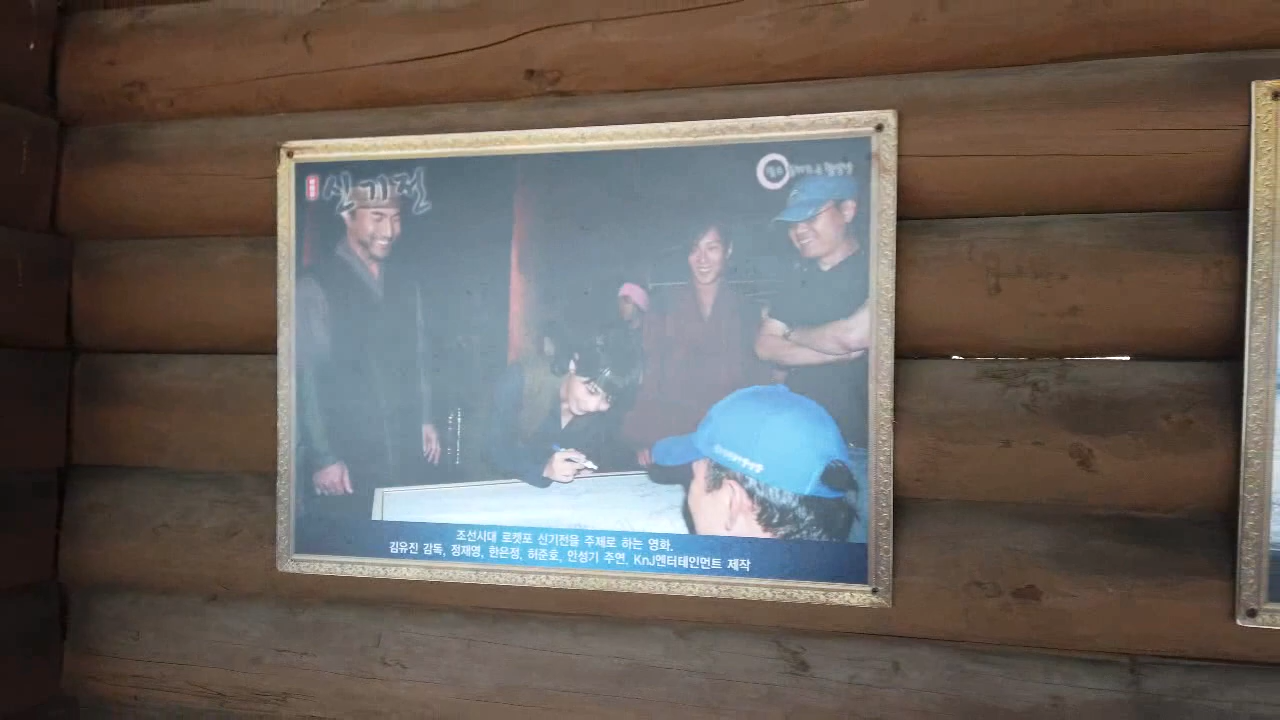 신기전
조선시대 로켓포 신기전을 주제로 하는 영화.
김유진 감독, 정재영, 한은정, 허준호, 안성기 주연, KnJ엔터테인먼트 제작